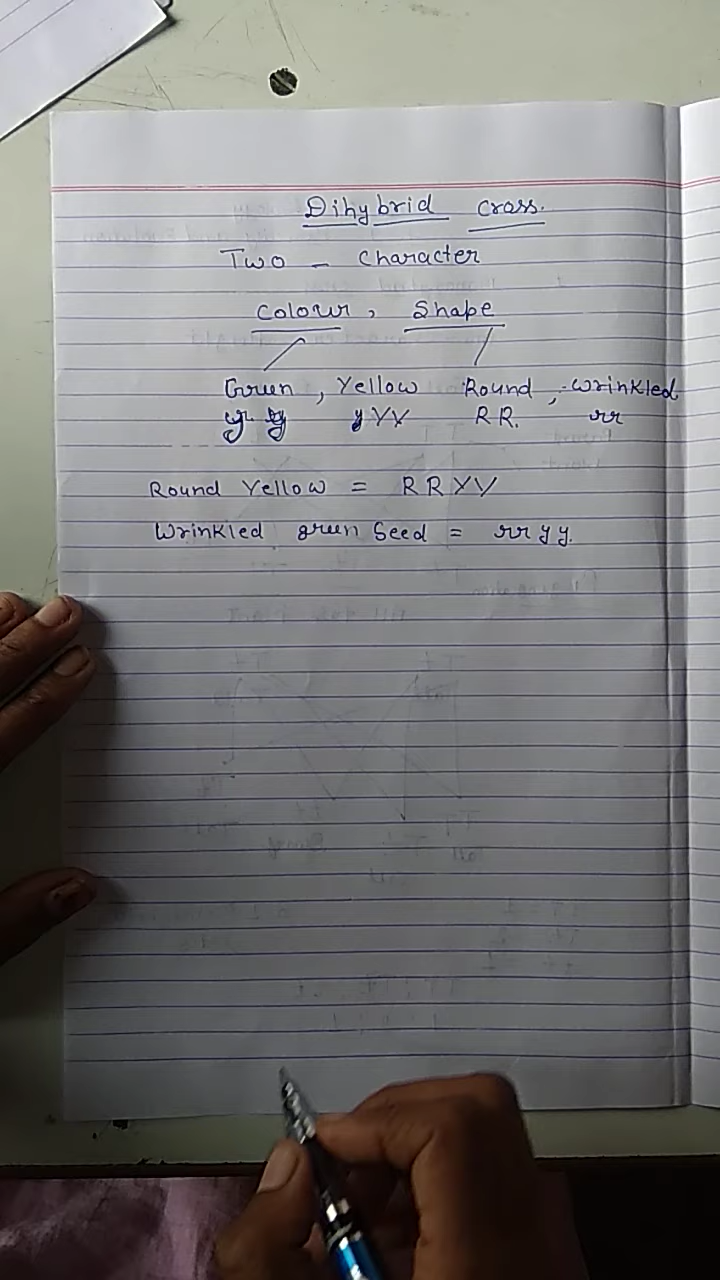 Dihybrid Cross.
Two - Character
Colour, Shape
Green, Yellow Round, Wrinkled
yy YY RR. rr
Round Yellow = RRYY
Wrinkled green Seed = rryy.